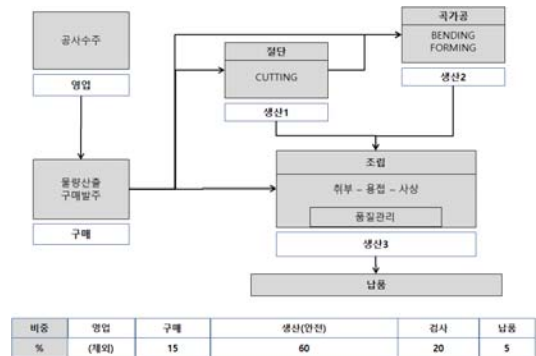 공사수주
영업
물량산출
구매발주
구매
절단
CUTTING
생산1
곡가공
BENDING
FORMING
생산2
조립
취부 – 용접 – 사상
품질관리
생산3
납품
비중 영업 구매 생산(안전) 검사 납품
% (제외) 15 60 20 5